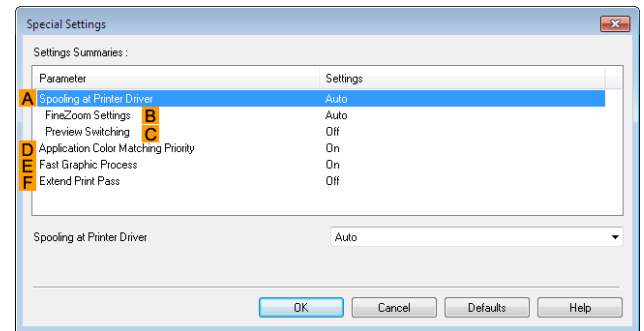 Special Settings
Settings Summaries :
Parameter Settings
A Spooling at Printer Driver Auto
FineZoom Settings B Auto
Preview Switching C Off
D Application Color Matching Priority On
E Fast Graphic Process On
F Extend Print Pass Off
Spooling at Printer Driver Auto
OK Cancel Defaults Help